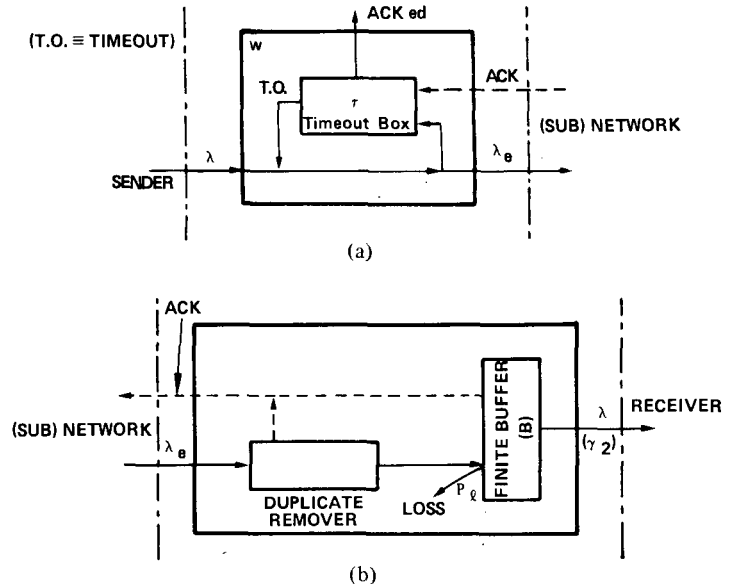 (T.O. ≡ TIMEOUT)
ACK ed
w
T.O.
τ
Timeout Box
ACK
(SUB) NETWORK
λ
λe
SENDER
(a)
ACK
(SUB) NETWORK
λe
DUPLICATE
REMOVER
LOSS
Pℓ
FINITE BUFFER
(B)
λ
(γ2)
RECEIVER
(b)